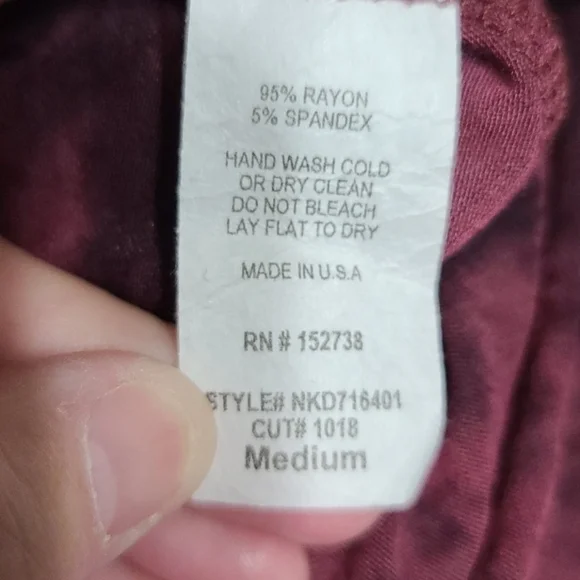 95% RAYON
5% SPANDEX
HAND WASH COLD
OR DRY CLEAN
DO NOT BLEACH
LAY FLAT TO DRY
MADE IN U.S.A
RN # 152738
STYLE# NKD716401
CUT# 1018
Medium